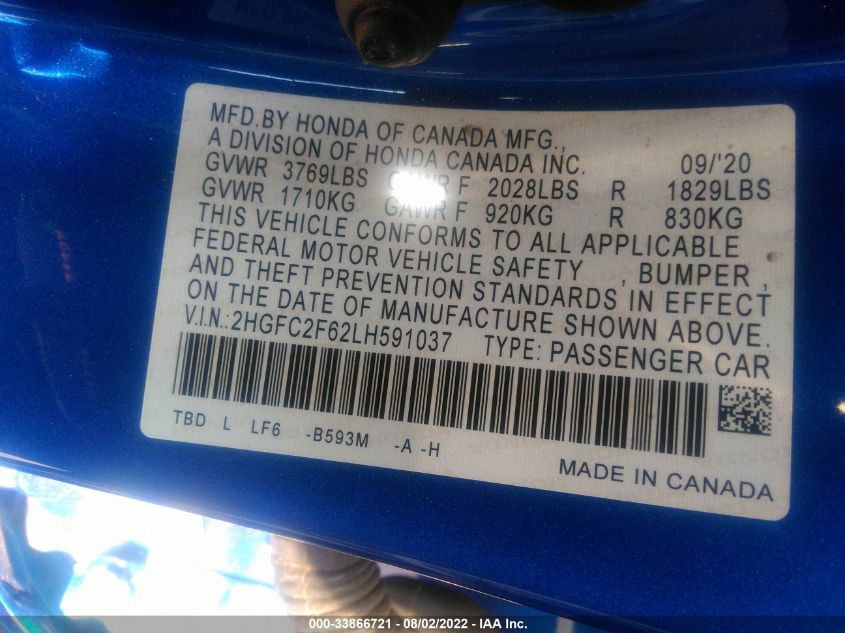 MFD.BY HONDA OF CANADA MFG.,
A DIVISION OF HONDA CANADA INC. 09/'20
GVWR 3769LBS F 2028LBS R 1829LBS
GVWR 1710KG GAWR F 920KG R 830KG
THIS VEHICLE CONFORMS TO ALL APPLICABLE
FEDERAL MOTOR VEHICLE SAFETY , BUMPER ,
AND THEFT PREVENTION STANDARDS IN EFFECT
ON THE DATE OF MANUFACTURE SHOWN ABOVE.
V.I.N.: 2HGFC2F62LH591037 TYPE: PASSENGER CAR
TBD L LF6 -B593M -A -H
MADE IN CANADA
000-33866721 - 08/02/2022 - IAA Inc.